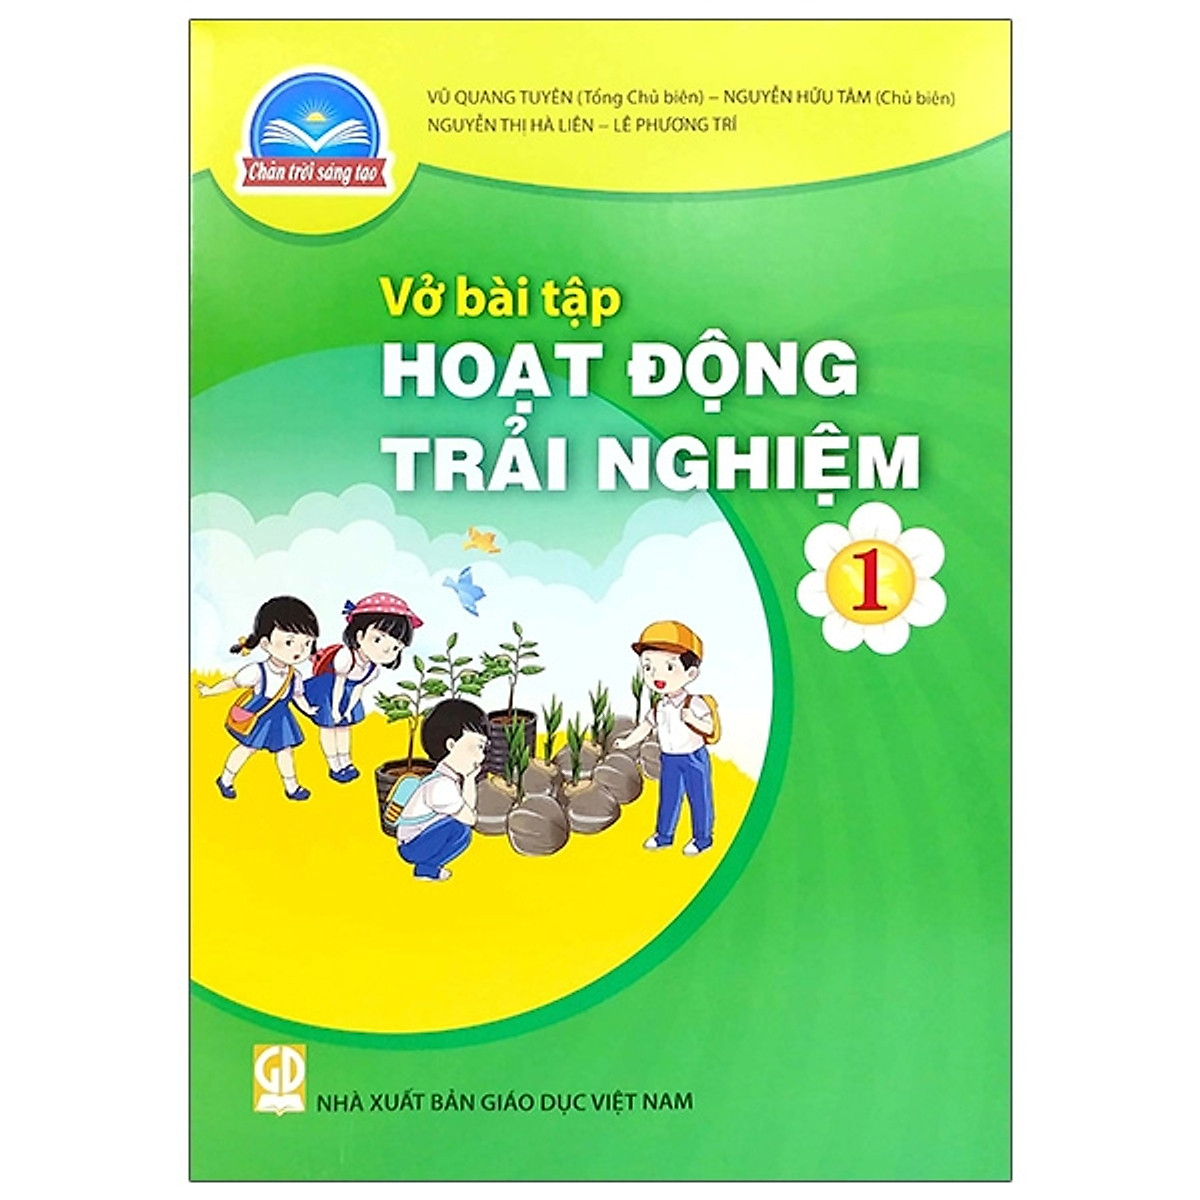 VŨ QUANG TUYÊN (Tổng Chủ biên) – NGUYỄN HỮU TÂM (Chủ biên)
NGUYỄN THỊ HÀ LIÊN – LÊ PHƯƠNG TRÍ
Chân trời sáng tạo
Vở bài tập
HOẠT ĐỘNG
TRẢI NGHIỆM
1
GD
NHÀ XUẤT BẢN GIÁO DỤC VIỆT NAM